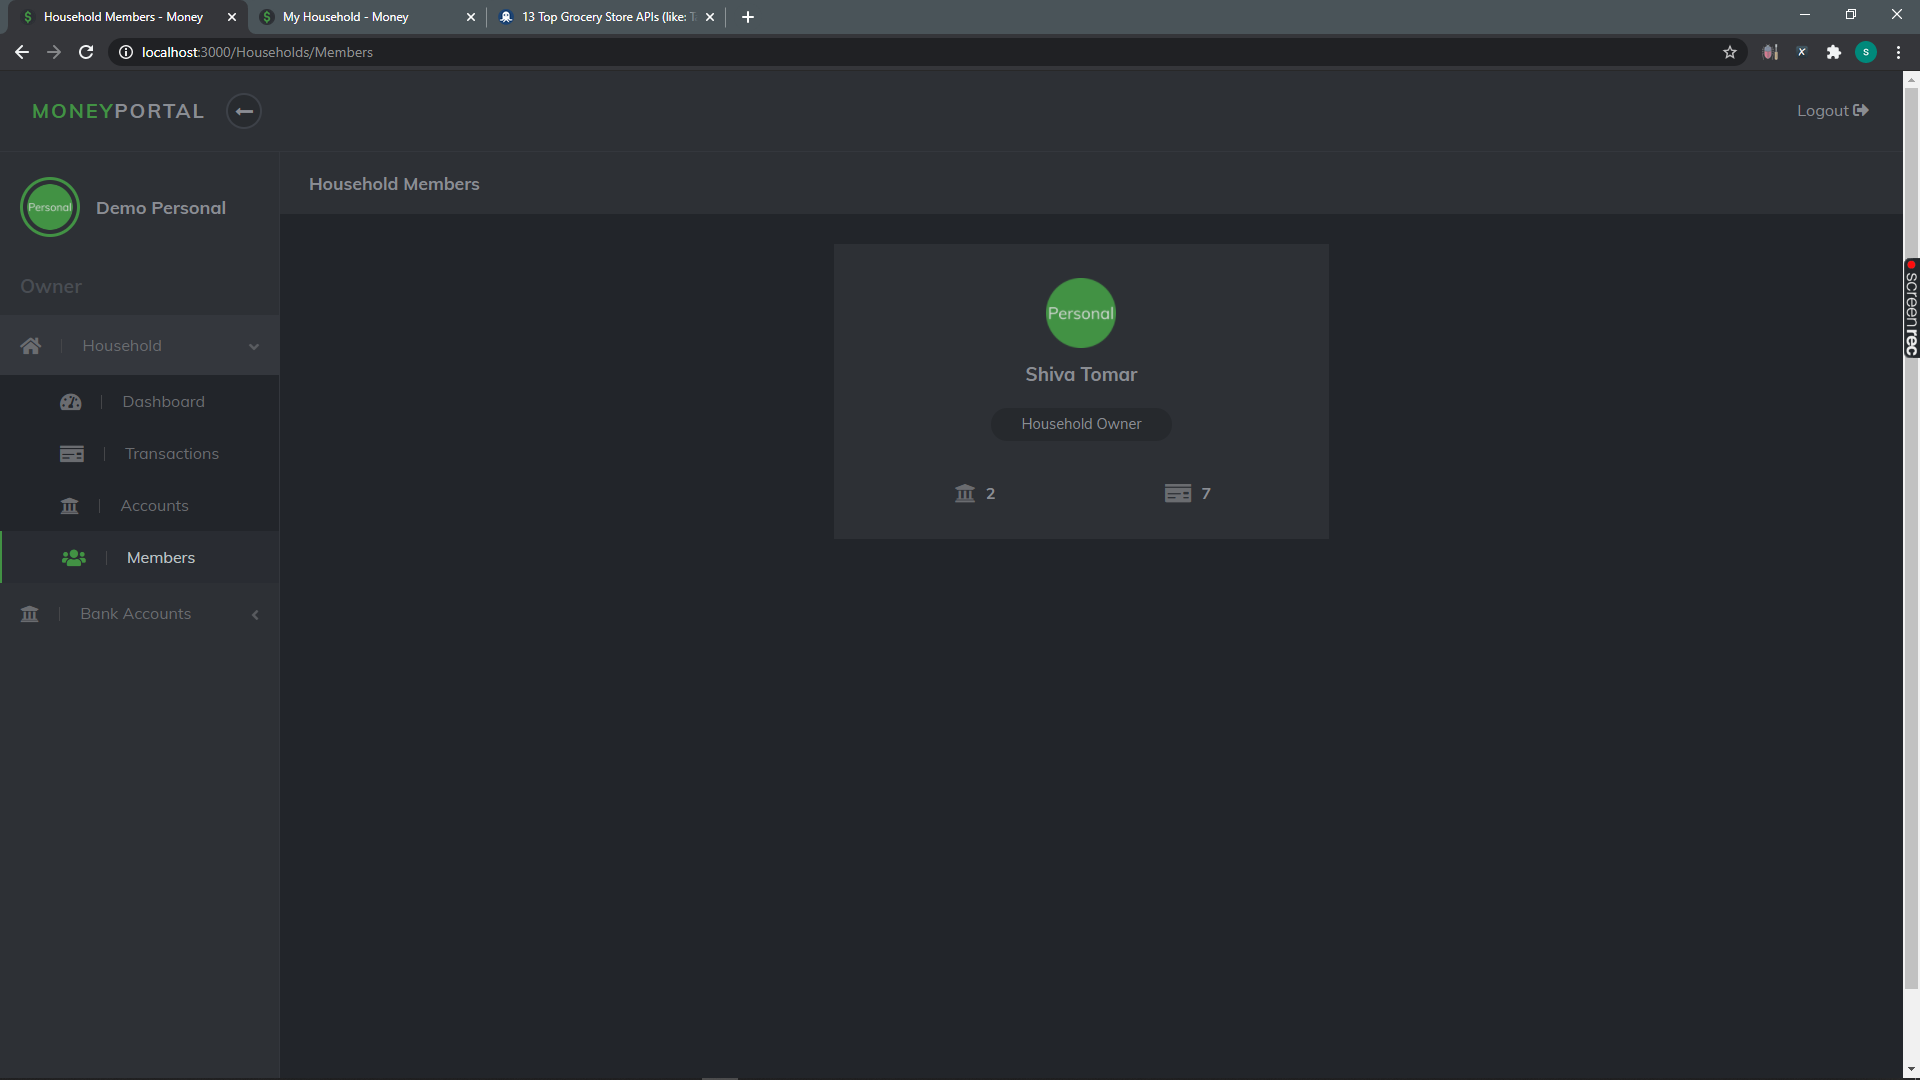 Household Members - Money
My Household - Money
13 Top Grocery Store APIs (like:
localhost:3000/Households/Members
S
MONEYPORTAL
Logout
Personal
Demo Personal
Household Members
Owner
Household
Dashboard
Transactions
Accounts
Members
Bank Accounts
Personal
Shiva Tomar
Household Owner
2
7
screenrec